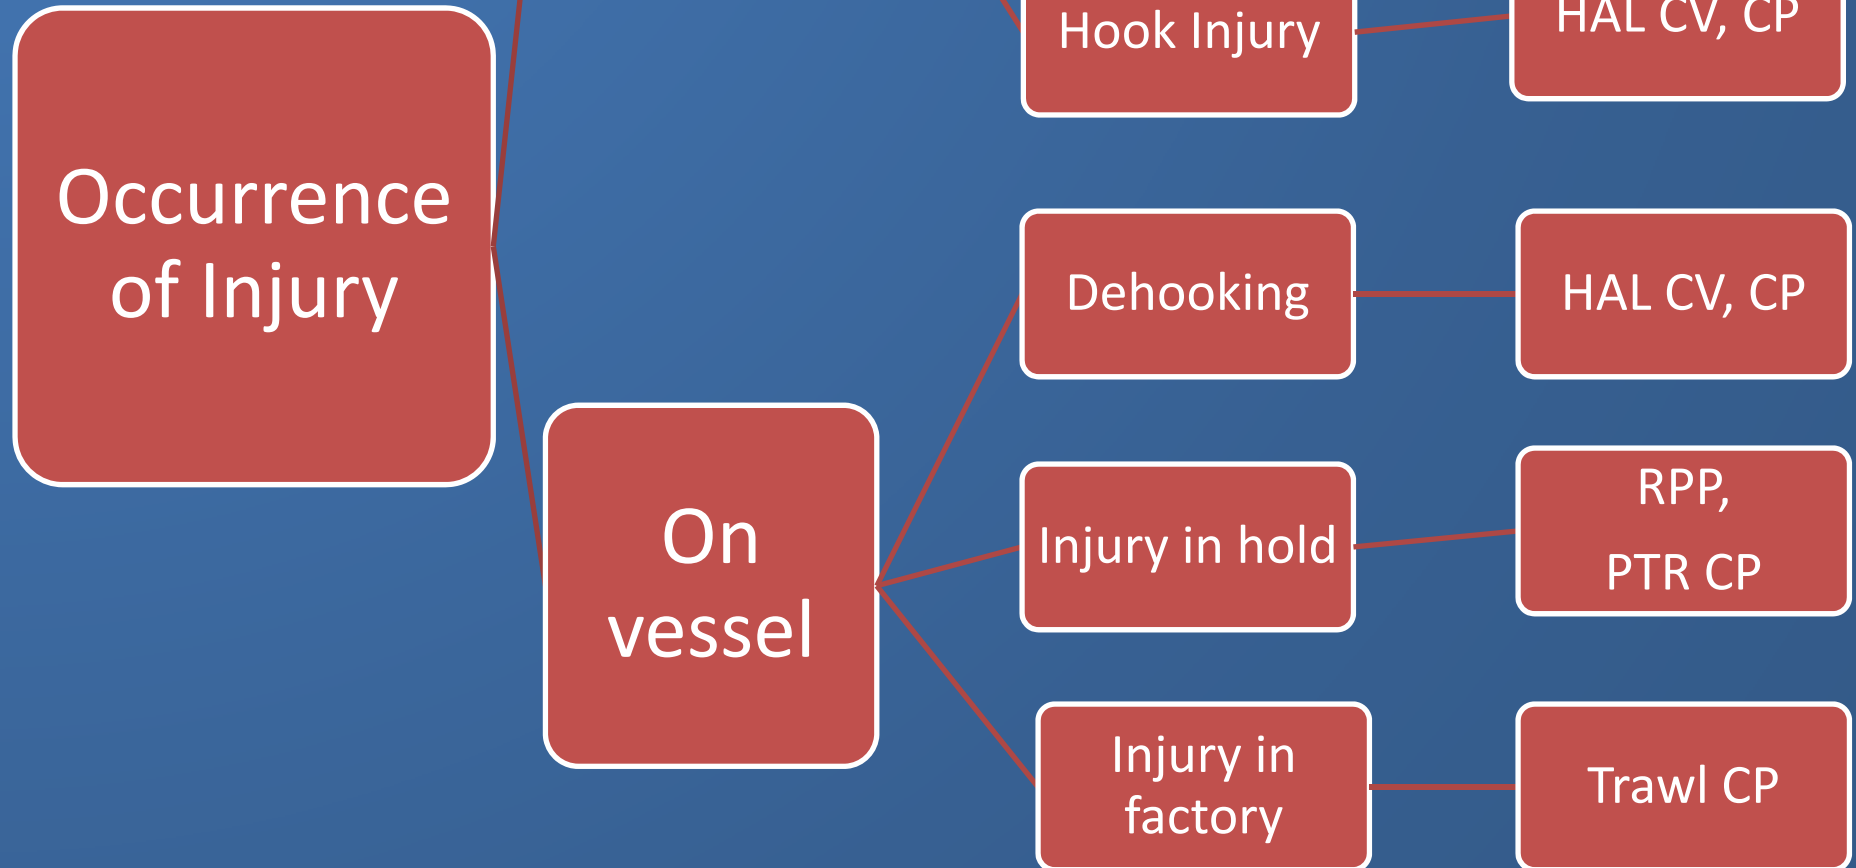 Hook Injury
HAL CV, CP
Occurrence
of Injury
Dehooking
HAL CV, CP
On
vessel
Injury in hold
RPP,
PTR CP
Injury in
factory
Trawl CP